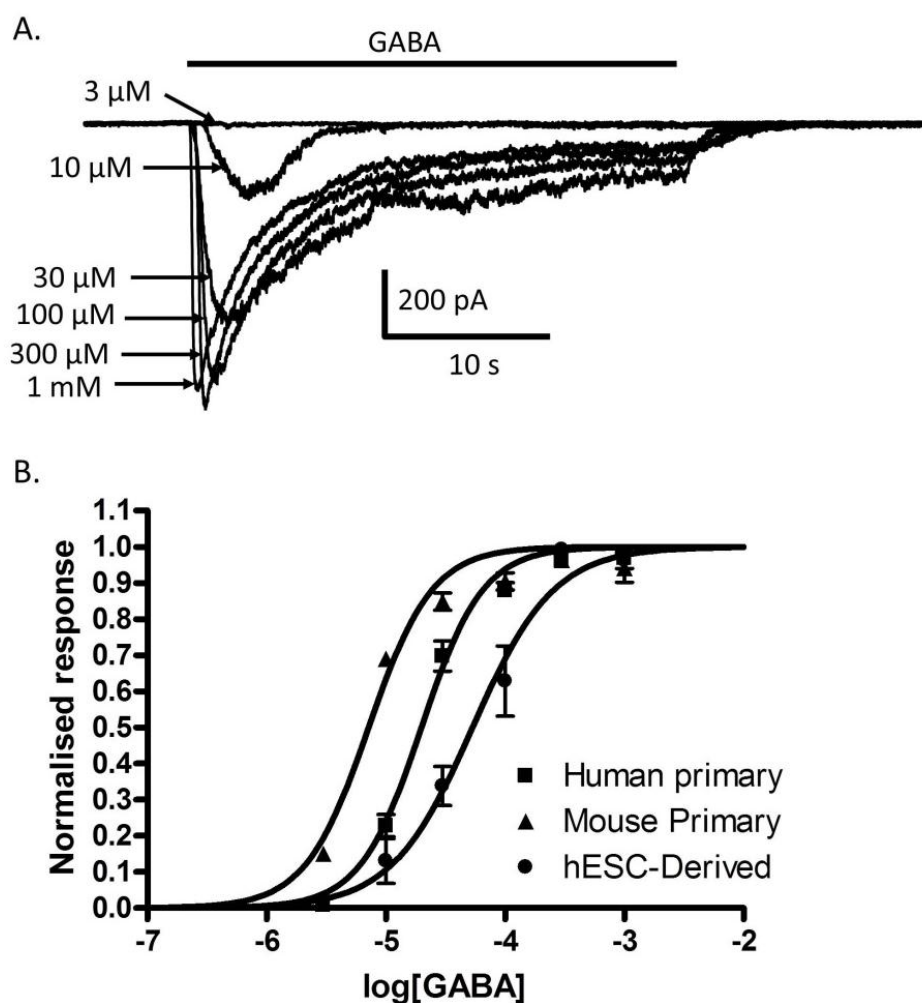 A.
GABA
3 μM
10 μM
30 μM
100 μM
300 μM
1 mM
200 pA
10 s
B.
Normalised response
1.1
1.0
0.9
0.8
0.7
0.6
0.5
0.4
0.3
0.2
0.1
0.0
Human primary
Mouse Primary
hESC-Derived
-7 -6 -5 -4 -3 -2
log[GABA]